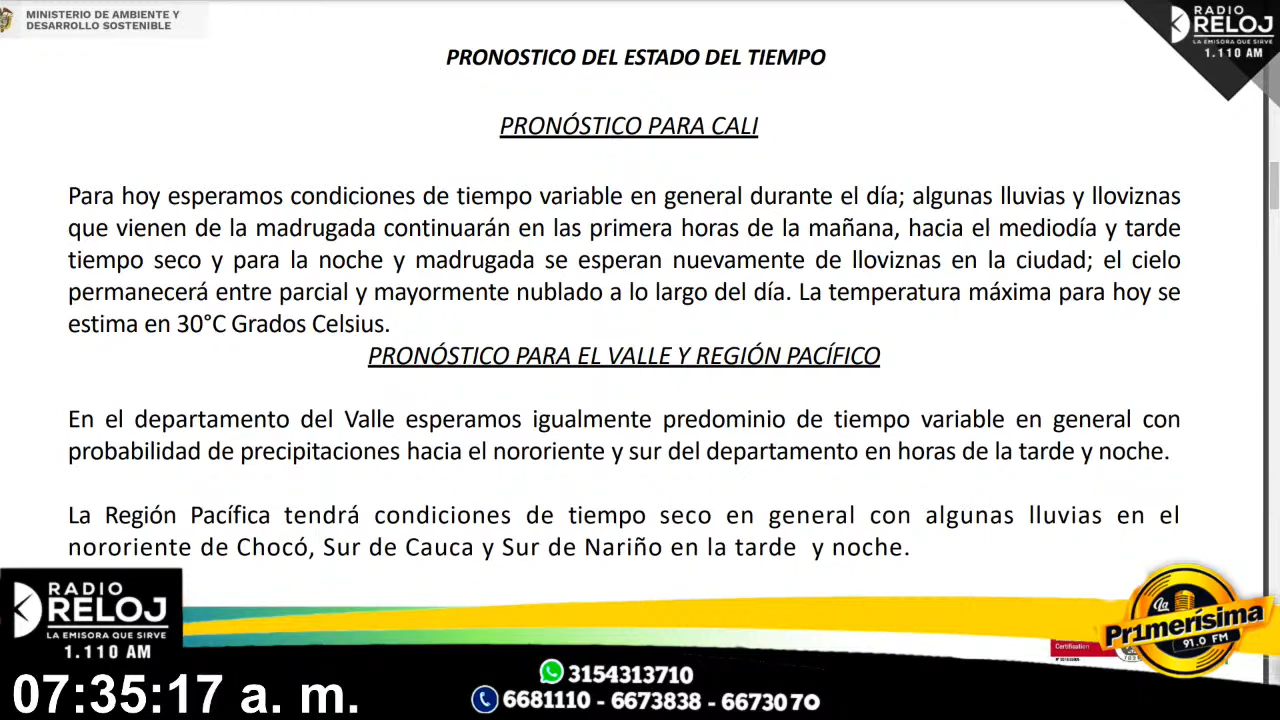 MINISTERIO DE AMBIENTE Y
DESARROLLO SOSTENIBLE
RADIO
RELOJ
LA EMISORA QUE SIRVE
1.110 AM
PRONOSTICO DEL ESTADO DEL TIEMPO
PRONÓSTICO PARA CALI
Para hoy esperamos condiciones de tiempo variable en general durante el día; algunas lluvias y lloviznas
que vienen de la madrugada continuarán en las primera horas de la mañana, hacia el mediodía y tarde
tiempo seco y para la noche y madrugada se esperan nuevamente de lloviznas en la ciudad; el cielo
permanecerá entre parcial y mayormente nublado a lo largo del día. La temperatura máxima para hoy se
estima en 30°C Grados Celsius.
PRONÓSTICO PARA EL VALLE Y REGIÓN PACÍFICO
En el departamento del Valle esperamos igualmente predominio de tiempo variable en general con
probabilidad de precipitaciones hacia el nororiente y sur del departamento en horas de la tarde y noche.
La Región Pacífica tendrá condiciones de tiempo seco en general con algunas lluvias en el
nororiente de Chocó, Sur de Cauca y Sur de Nariño en la tarde y noche.
RADIO
RELOJ
LA EMISORA QUE SIRVE
1.110 AM
La
Pr1merísima
91.0 FM
Certification
3154313710
07:35:17 a. m.
6681110 - 6673838 - 6673070